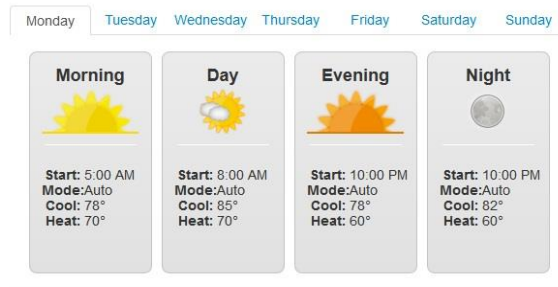 Monday Tuesday Wednesday Thursday Friday Saturday Sunday
Morning Day Evening Night
Start: 5:00 AM Start: 8:00 AM Start: 10:00 PM Start: 10:00 PM
Mode:Auto Mode:Auto Mode:Auto Mode:Auto
Cool: 78° Cool: 85° Cool: 78° Cool: 82°
Heat: 70° Heat: 70° Heat: 60° Heat: 60°